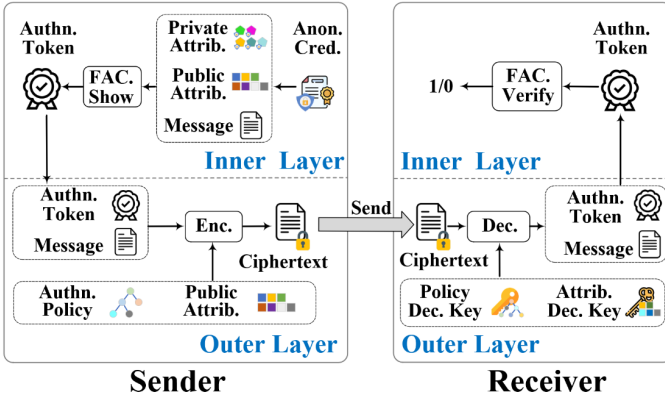 Authn.
Token
FAC.
Show
Private
Attrib.
Public
Attrib.
Message
Anon.
Cred.
Inner Layer
Authn.
Token
Message
Enc.
Ciphertext
Authn.
Policy
Public
Attrib.
Outer Layer
Sender
Send
1/0
FAC.
Verify
Authn.
Token
Inner Layer
Ciphertext
Dec.
Authn.
Token
Message
Policy
Dec. Key
Attrib.
Dec. Key
Outer Layer
Receiver